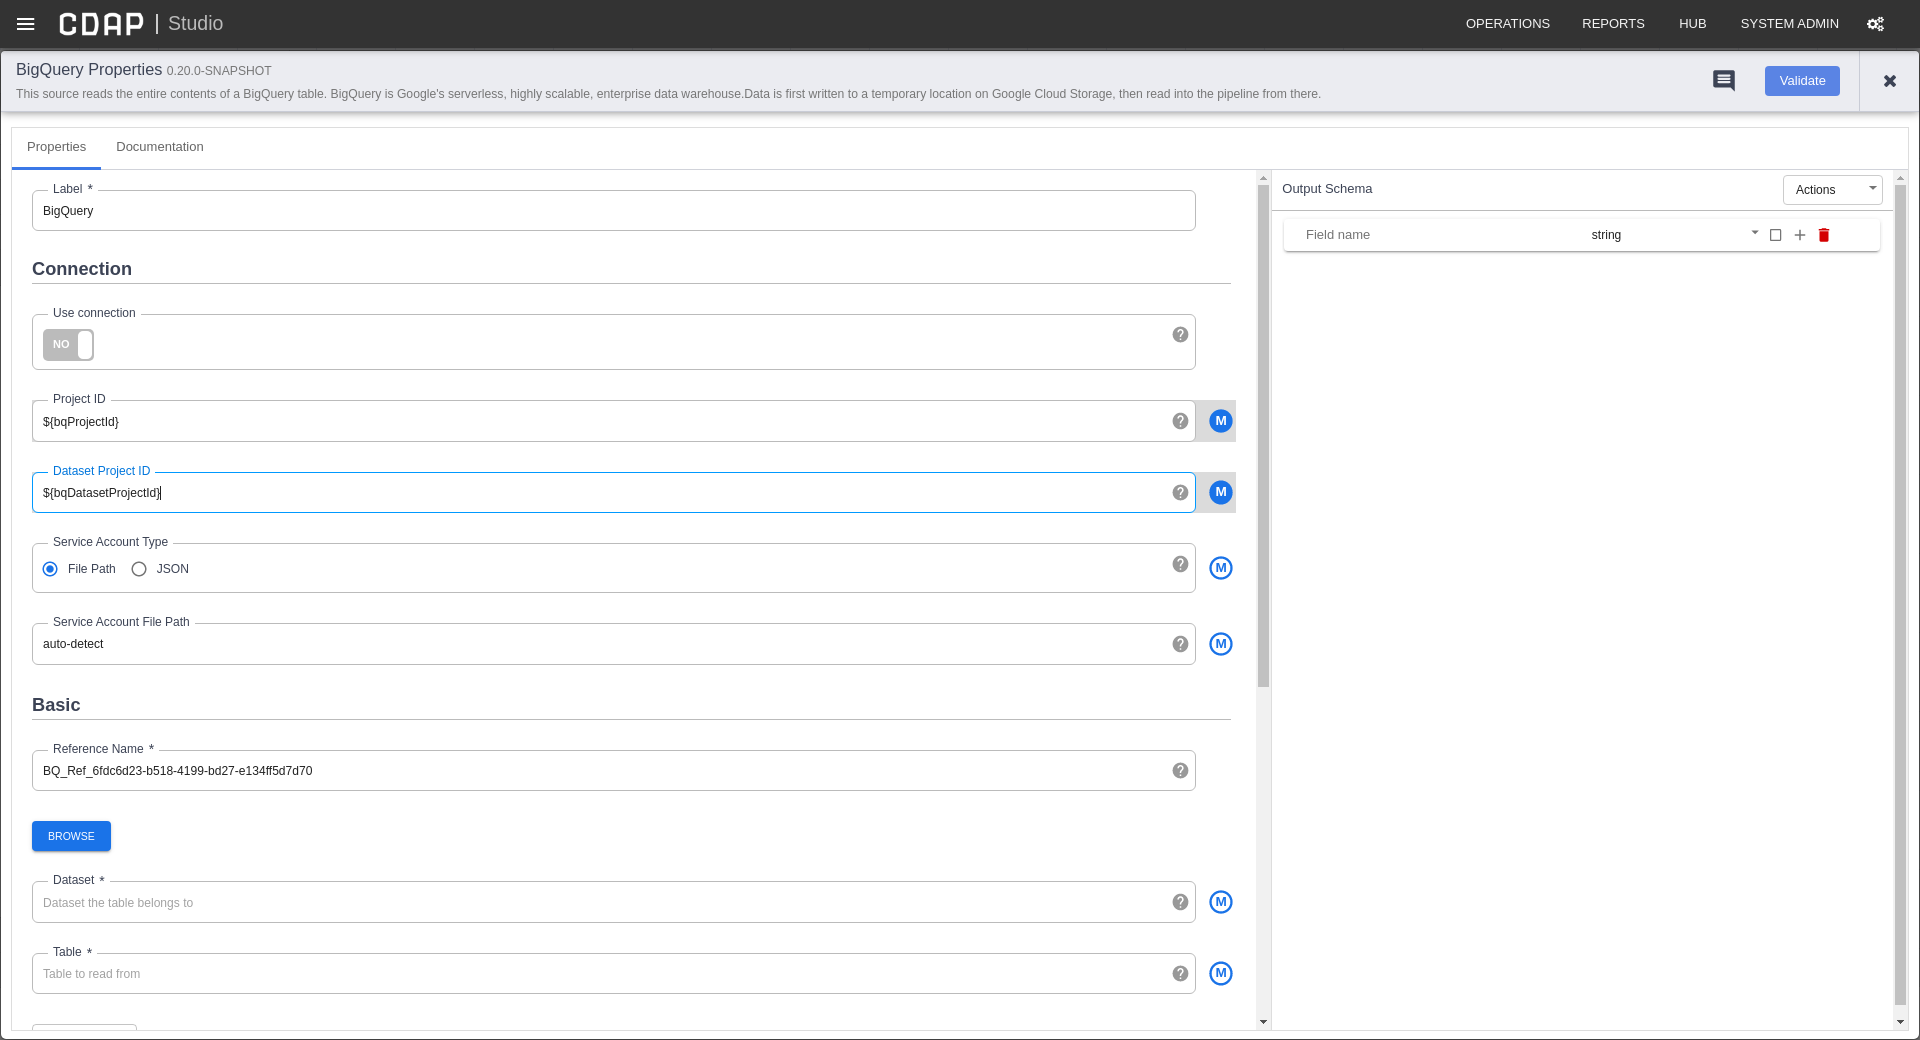 CDAP | Studio
OPERATIONS REPORTS HUB SYSTEM ADMIN
BigQuery Properties 0.20.0-SNAPSHOT
This source reads the entire contents of a BigQuery table. BigQuery is Google's serverless, highly scalable, enterprise data warehouse.Data is first written to a temporary location on Google Cloud Storage, then read into the pipeline from there.
Validate
Properties Documentation
Label *
BigQuery
Connection
Use connection
NO
Project ID
${bqProjectId}
M
Dataset Project ID
${bqDatasetProjectId}
M
Service Account Type
File Path JSON
M
Service Account File Path
auto-detect
M
Basic
Reference Name *
BQ_Ref_6fdc6d23-b518-4199-bd27-e134ff5d7d70
BROWSE
Dataset *
Dataset the table belongs to
M
Table *
Table to read from
M
Output Schema
Actions
Field name string